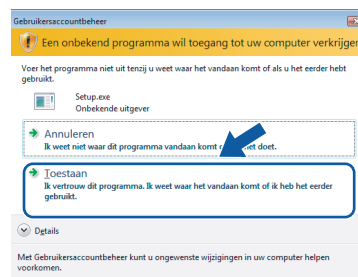 Gebruikersaccountbeheer
Een onbekend programma wil toegang tot uw computer verkrijgen
Voer het programma niet uit tenzij u weet waar het vandaan komt of als u het eerder hebt
gebruikt.
Setup.exe
Onbekende uitgever
Annuleren
Ik weet niet waar dit programma vandaan komt het doet.
Toestaan
Ik vertrouw dit programma. Ik weet waar het vandaan komt of ik heb het eerder
gebruikt.
Details
Met Gebruikersaccountbeheer kunt u ongewenste wijzigingen in uw computer helpen
voorkomen.